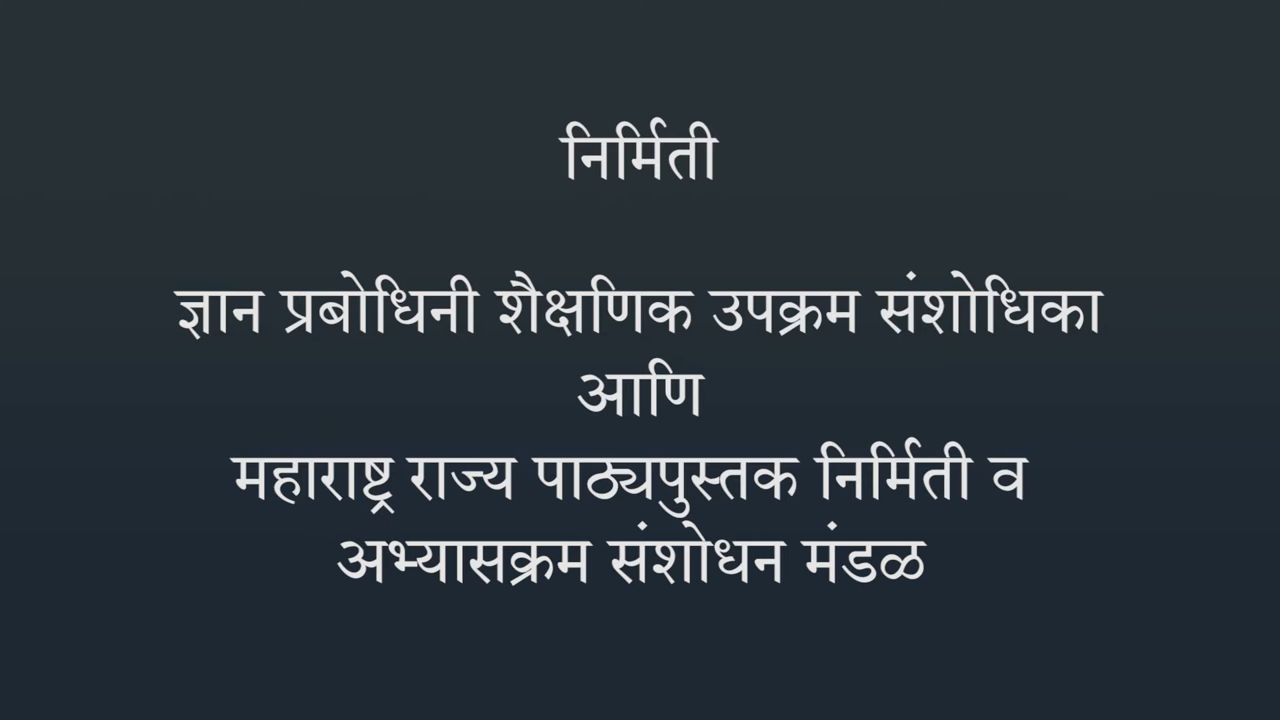 निर्मिती
ज्ञान प्रबोधिनी शैक्षणिक उपक्रम संशोधिका
आणि
महाराष्ट्र राज्य पाठ्यपुस्तक निर्मिती व
अभ्यासक्रम संशोधन मंडळ